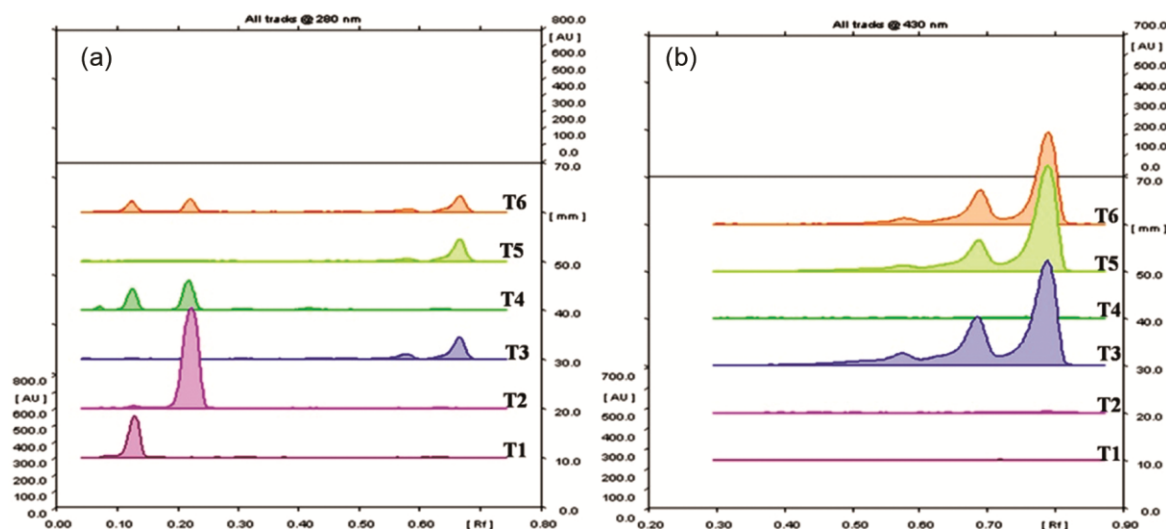 All tracks @ 280 nm
(a)
800.0
[ AU ]
600.0
500.0
400.0
300.0
200.0
100.0
0.0
70.0
[ mm ]
50.0
40.0
30.0
20.0
10.0
T6
T5
T4
T3
T2
T1
800.0
[ AU ]
600.0
500.0
400.0
300.0
200.0
100.0
0.0
0.00 0.10 0.20 0.30 0.40 0.50 0.60 [ Rf ] 0.80
All tracks @ 430 nm
(b)
700.0
[ AU ]
500.0
400.0
300.0
200.0
100.0
0.0
70.0
[ mm ]
50.0
40.0
30.0
20.0
10.0
T6
T5
T4
T3
T2
T1
700.0
[ AU ]
500.0
400.0
300.0
200.0
100.0
0.0
0.20 0.30 0.40 0.50 0.60 0.70 [ Rf ] 0.90